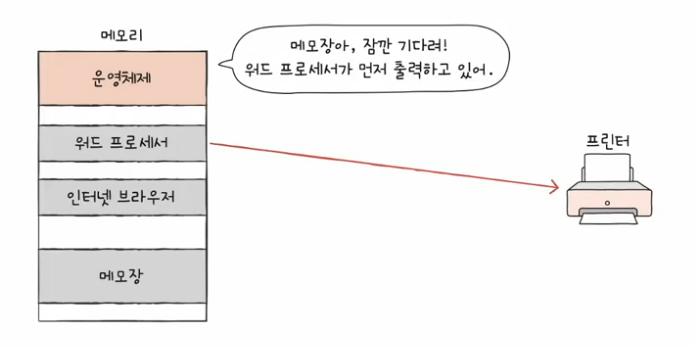 메모리
운영체제
메모장아, 잠깐 기다려!
워드 프로세서가 먼저 출력하고 있어.
워드 프로세서
프린터
인터넷 브라우저
메모장